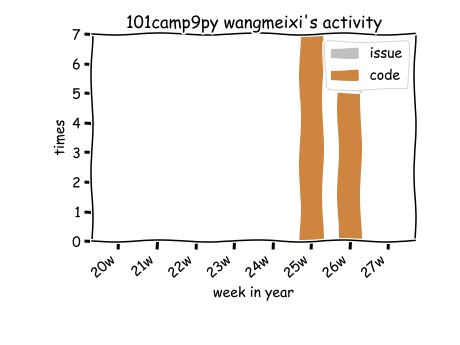 101camp9py wangmeixi's activity
issue
code
7
6
5
4
3
2
1
0
times
20w 21w 22w 23w 24w 25w 26w 27w
week in year